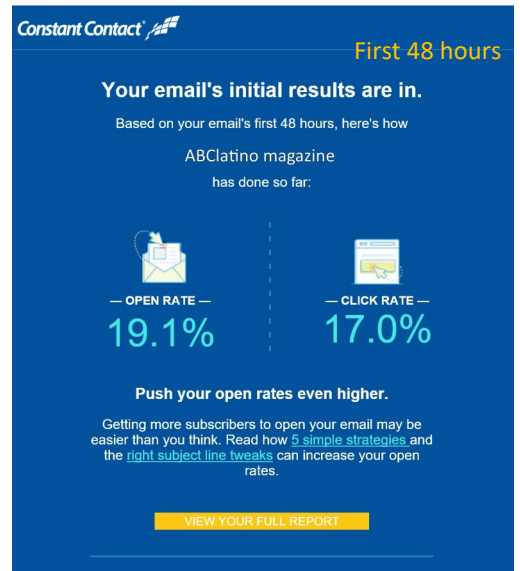 Constant Contact®
First 48 hours
Your email's initial results are in.
Based on your email's first 48 hours, here's how
ABClatino magazine
has done so far:
— OPEN RATE —
19.1%
— CLICK RATE —
17.0%
Push your open rates even higher.
Getting more subscribers to open your email may be
easier than you think. Read how 5 simple strategies and
the right subject line tweaks can increase your open
rates.
VIEW YOUR FULL REPORT